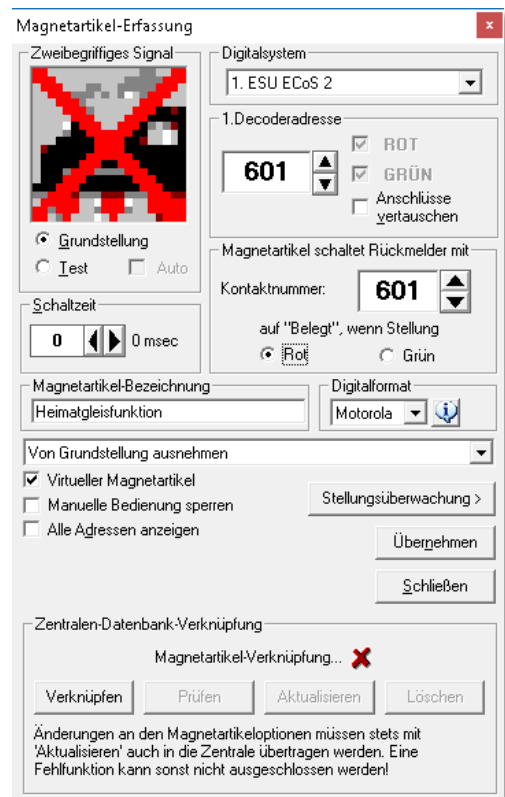 Magnetartikel-Erfassung
x
Zweibegriffiges Signal
Digitalsystem
1. ESU ECoS 2
1.Decoderadresse
601
ROT
GRÜN
Anschlüsse
vertauschen
Grundstellung
Test
Auto
Magnetartikel schaltet Rückmelder mit
Kontaktnummer:
601
auf "Belegt", wenn Stellung
Rot
Grün
Schaltzeit
0
0 msec
Magnetartikel-Bezeichnung
Heimatgleisfunktion
Digitalformat
Motorola
Von Grundstellung ausnehmen
Virtueller Magnetartikel
Manuelle Bedienung sperren
Alle Adressen anzeigen
Stellungsüberwachung >
Übernehmen
Schließen
Zentralen-Datenbank-Verknüpfung
Magnetartikel-Verknüpfung...
Verknüpfen
Prüfen
Aktualisieren
Löschen
Änderungen an den Magnetartikeloptionen müssen stets mit
'Aktualisieren' auch in die Zentrale übertragen werden. Eine
Fehlfunktion kann sonst nicht ausgeschlossen werden!